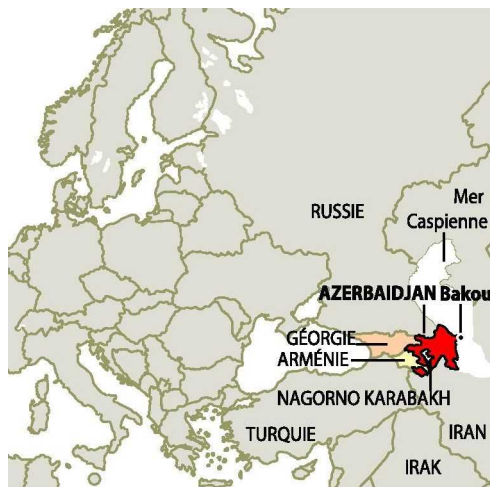 Mer
Caspienne
RUSSIE
AZERBAIDJAN Bakou
GÉORGIE
ARMÉNIE
NAGORNO KARABAKH
TURQUIE
IRAN
IRAK